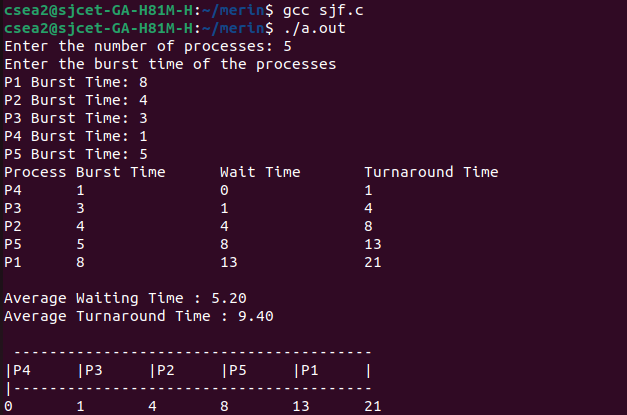 csea2@sjcet-GA-H81M-H:~/merin$ gcc sjf.c
csea2@sjcet-GA-H81M-H:~/merin$ ./a.out
Enter the number of processes: 5
Enter the burst time of the processes
P1 Burst Time: 8
P2 Burst Time: 4
P3 Burst Time: 3
P4 Burst Time: 1
P5 Burst Time: 5
Process Burst Time      Wait Time       Turnaround Time
P4      1               0               1
P3      3               1               4
P2      4               4               8
P5      5               8               13
P1      8               13              21

Average Waiting Time : 5.20
Average Turnaround Time : 9.40

 ----------------------------------------
|P4     |P3     |P2     |P5     |P1     |
|----------------------------------------
0       1       4       8       13      21